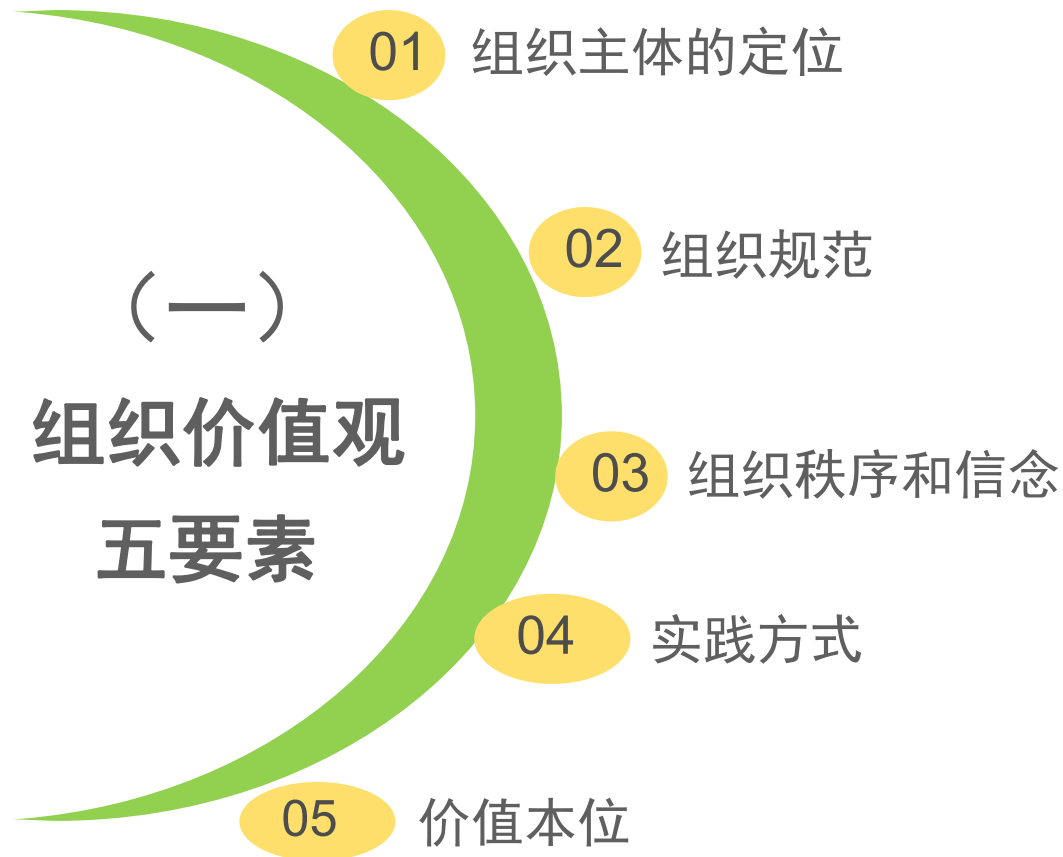 （一）
组织价值观
五要素
01 组织主体的定位
02 组织规范
03 组织秩序和信念
04 实践方式
05 价值本位